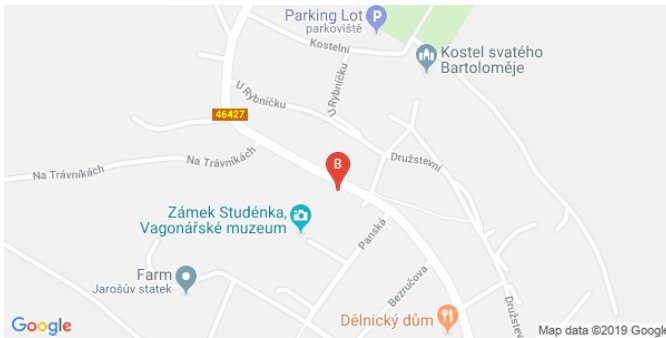 Parking Lot
parkoviště
P
Kostelní
Kostel svatého
Bartoloměje
U Rybníčku
U Rybníčku
46427
Družstevní
Na Trávníkách
Na Trávníkách
B
Zámek Studénka,
Vagonářské muzeum
Panská
Farm
Jarošův statek
Bezručova
Družstevní
Dělnický dům
Google
Map data ©2019 Google